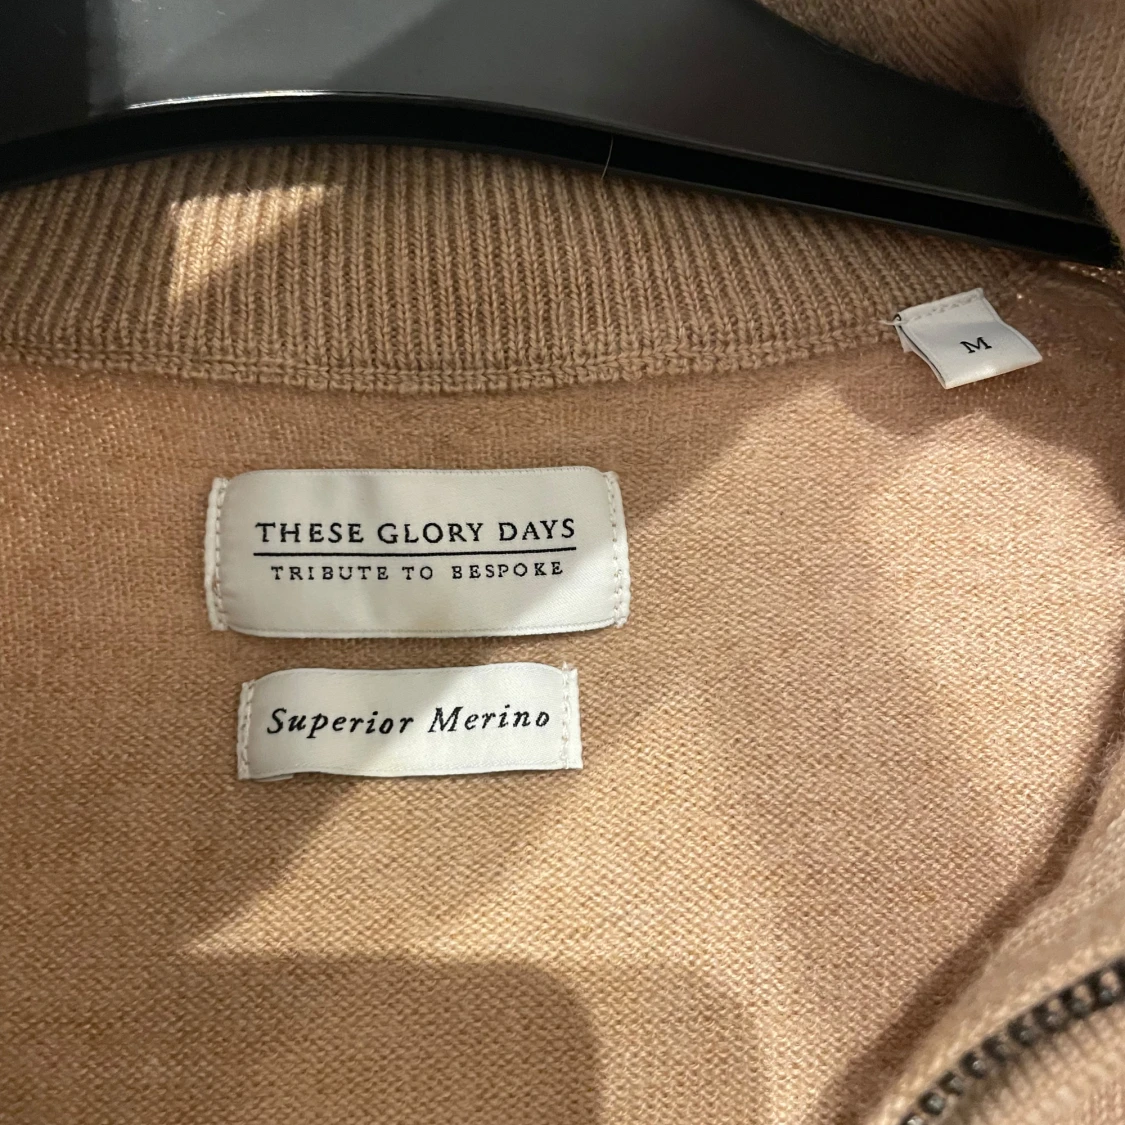 M
THESE GLORY DAYS
TRIBUTE TO BESPOKE
Superior Merino